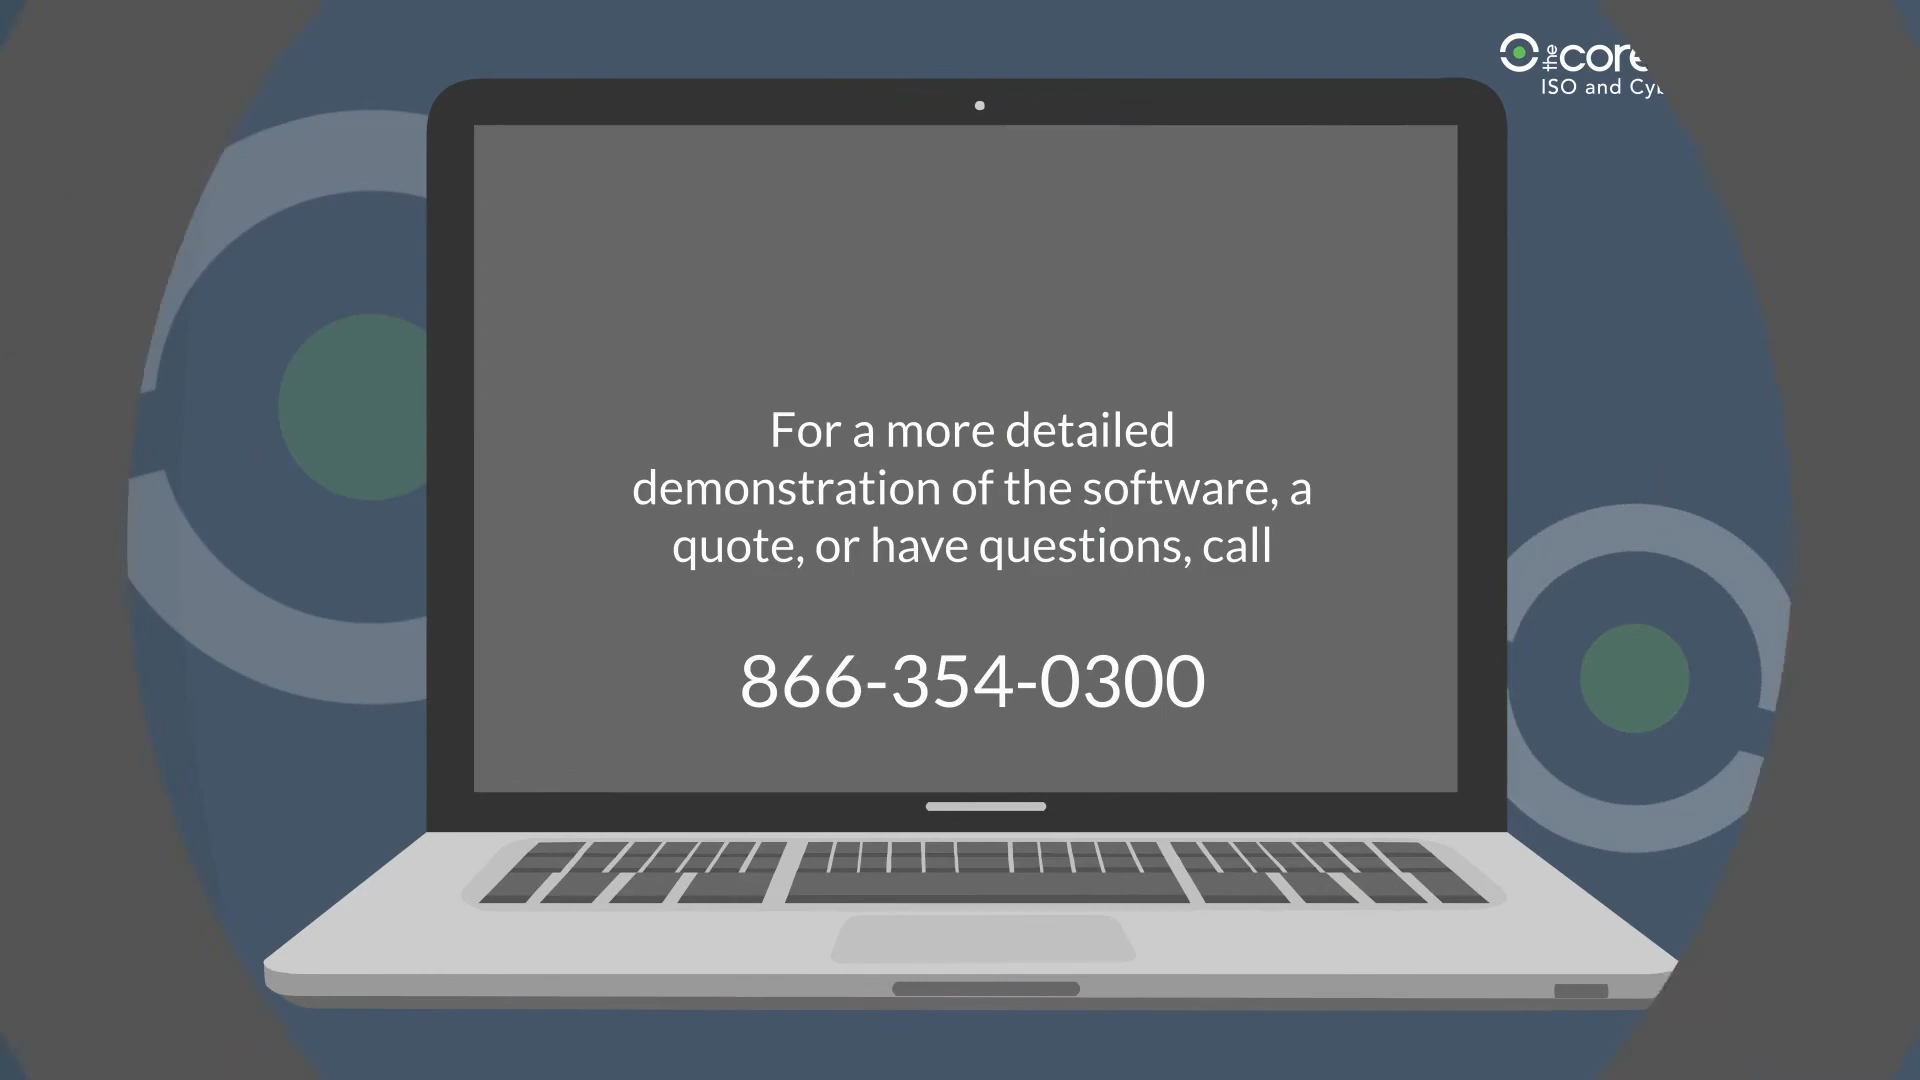 the core
ISO and
For a more detailed
demonstration of the software, a
quote, or have questions, call
866-354-0300